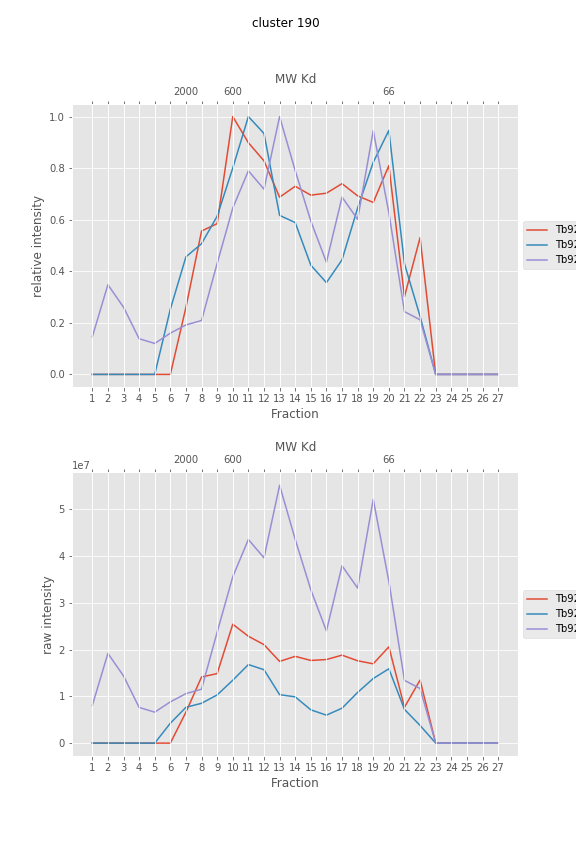 cluster 190
MW Kd
2000 600 66
1.0
0.8
0.6
0.4
0.2
0.0
relative intensity
Tb92
Tb92
Tb92
1 2 3 4 5 6 7 8 9 10 11 12 13 14 15 16 17 18 19 20 21 22 23 24 25 26 27
Fraction
MW Kd
2000 600 66
1e7
5
4
3
2
1
0
raw intensity
Tb92
Tb92
Tb92
1 2 3 4 5 6 7 8 9 10 11 12 13 14 15 16 17 18 19 20 21 22 23 24 25 26 27
Fraction